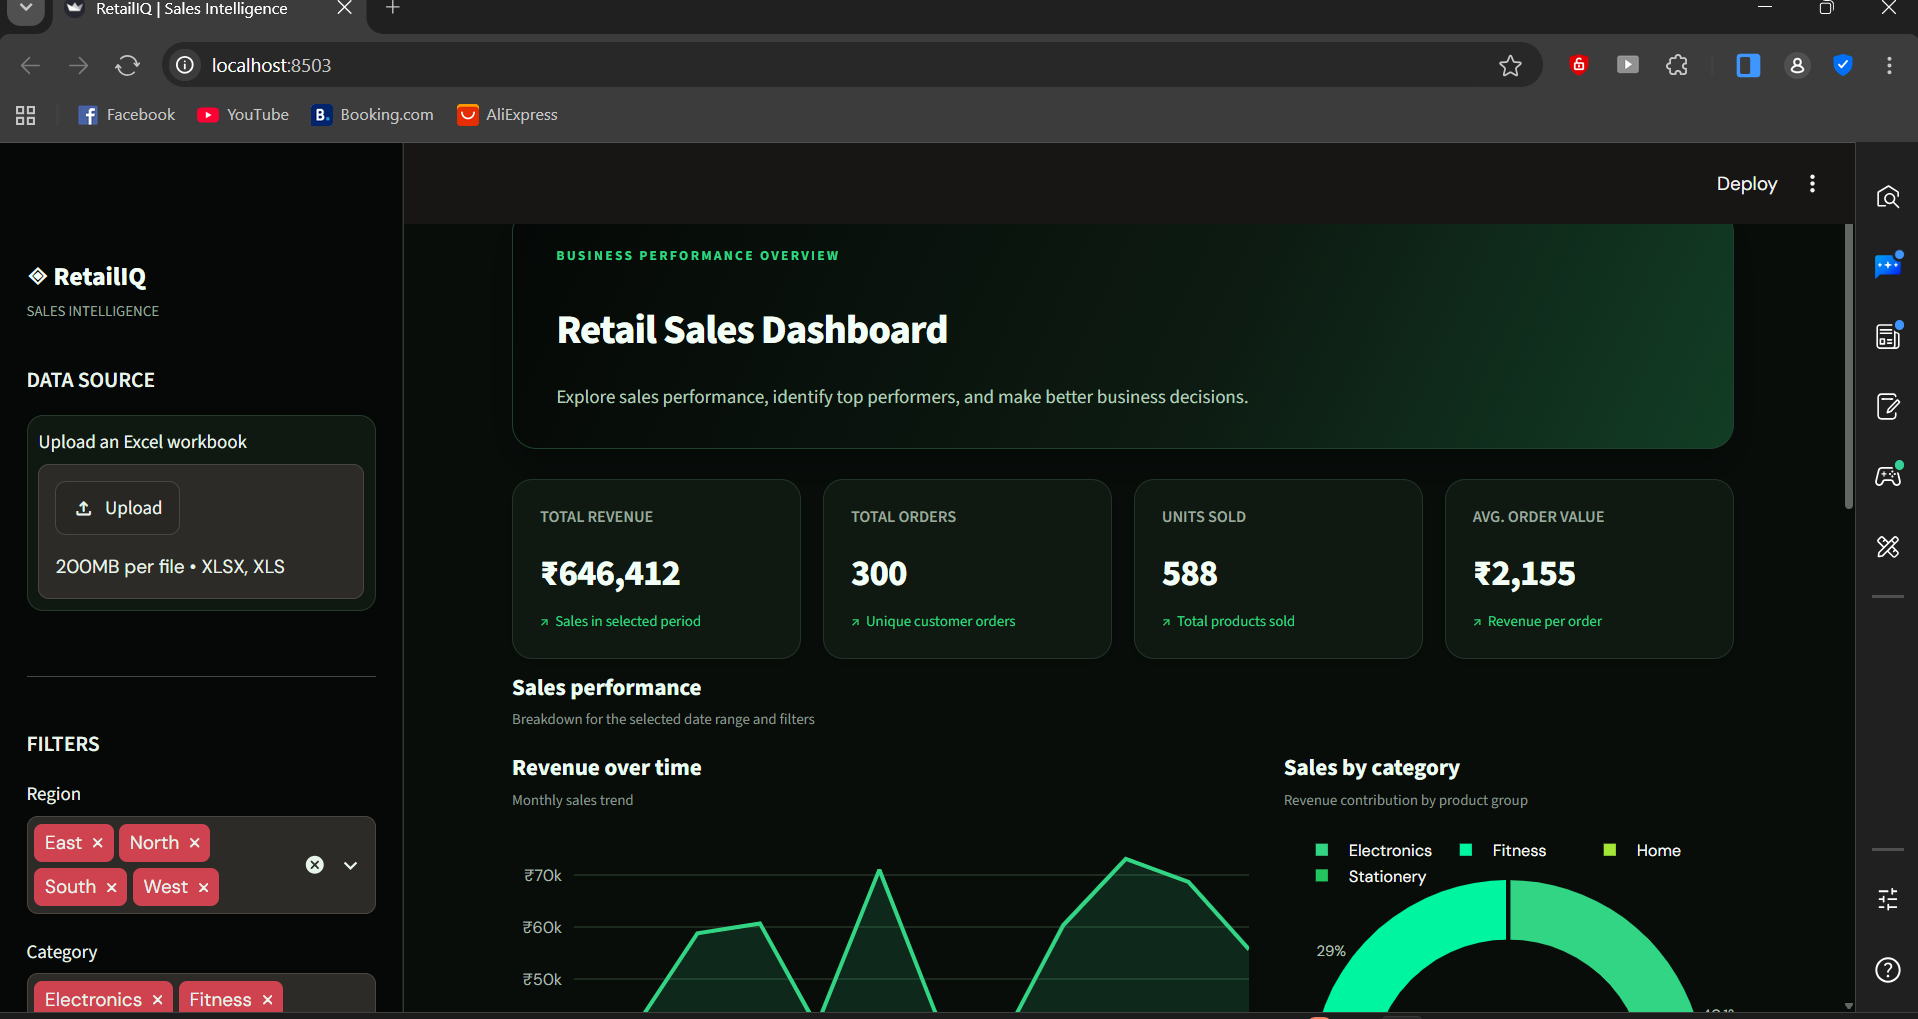 RetailIQ | Sales Intelligence
localhost:8503
Facebook
YouTube
B. Booking.com
AliExpress
Deploy
RetailIQ
SALES INTELLIGENCE
DATA SOURCE
Upload an Excel workbook
Upload
200MB per file • XLSX, XLS
FILTERS
Region
East × North ×
South × West ×
Category
Electronics × Fitness ×
BUSINESS PERFORMANCE OVERVIEW
Retail Sales Dashboard
Explore sales performance, identify top performers, and make better business decisions.
TOTAL REVENUE
₹646,412
↗ Sales in selected period
TOTAL ORDERS
300
↗ Unique customer orders
UNITS SOLD
588
↗ Total products sold
AVG. ORDER VALUE
₹2,155
↗ Revenue per order
Sales performance
Breakdown for the selected date range and filters
Revenue over time
Monthly sales trend
₹70k
₹60k
₹50k
Sales by category
Revenue contribution by product group
Electronics Fitness Home
Stationery
29%